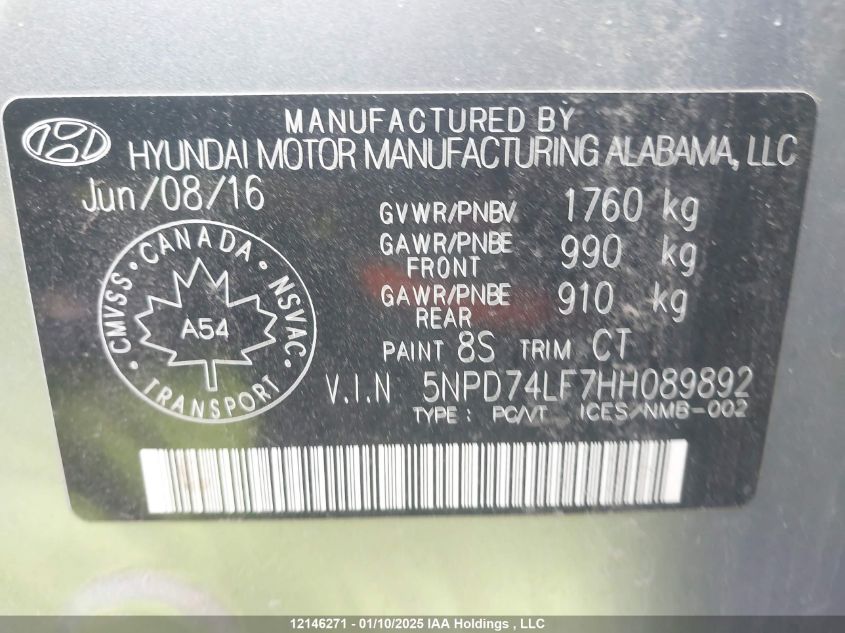 MANUFACTURED BY
HYUNDAI MOTOR MANUFACTURING ALABAMA, LLC
Jun/08/16
GVWR/PNBV 1760 kg
GAWR/PNBE FRONT 990 kg
GAWR/PNBE REAR 910 kg
PAINT 8S TRIM CT
V.I.N 5NPD74LF7HH089892
TYPE : PC/VT ICES/NMB-002
CANADA
CMVSS · NSVAC
A54
TRANSPORT
12146271 - 01/10/2025 IAA Holdings , LLC